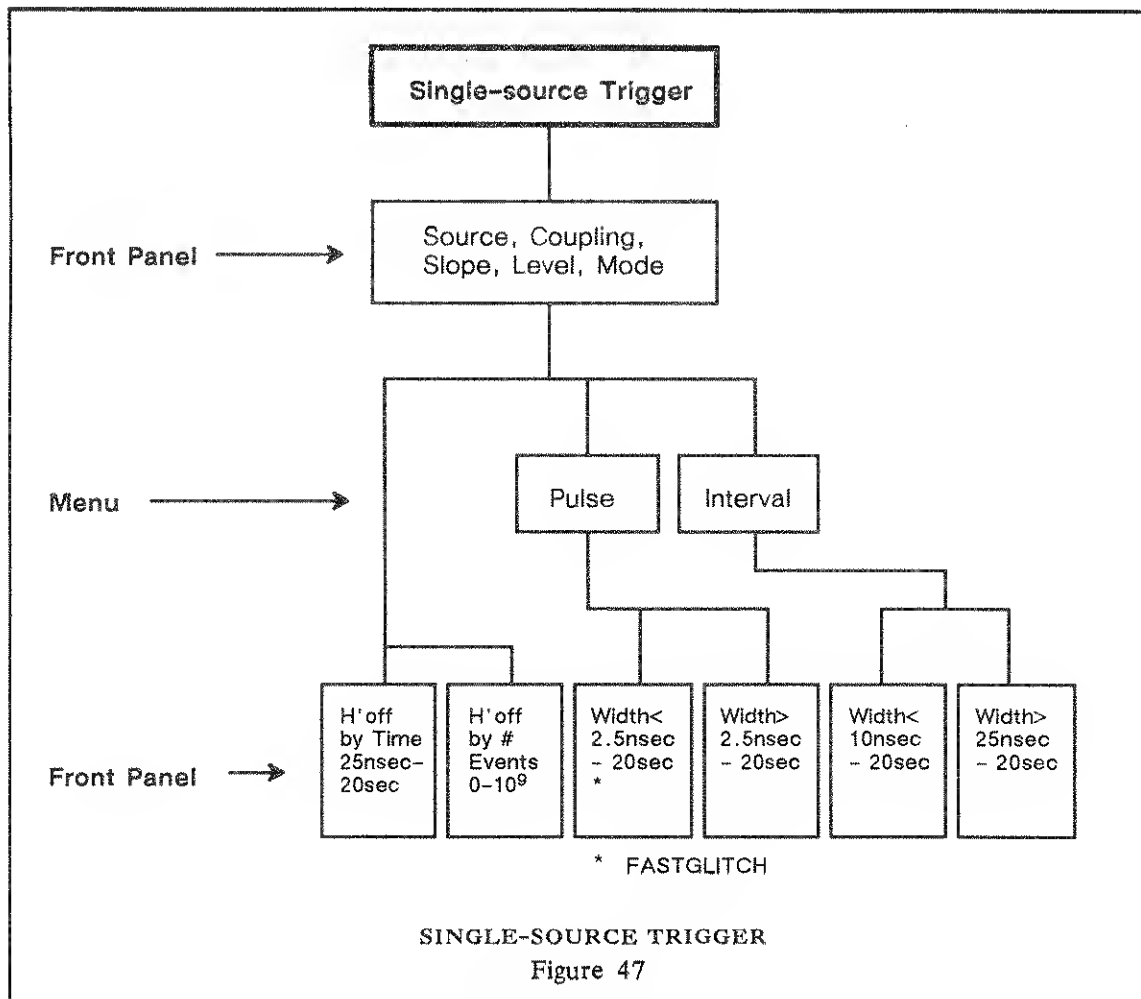 Single-source Trigger
Front Panel
Source, Coupling,
Slope, Level, Mode
Menu
Pulse
Interval
Front Panel
H'off
by Time
25nsec-
20sec
H'off
by #
Events
0-10⁹
Width<
2.5nsec
- 20sec
*
Width>
2.5nsec
- 20sec
Width<
10nsec
- 20sec
Width>
25nsec
- 20sec
* FASTGLITCH
SINGLE-SOURCE TRIGGER
Figure 47